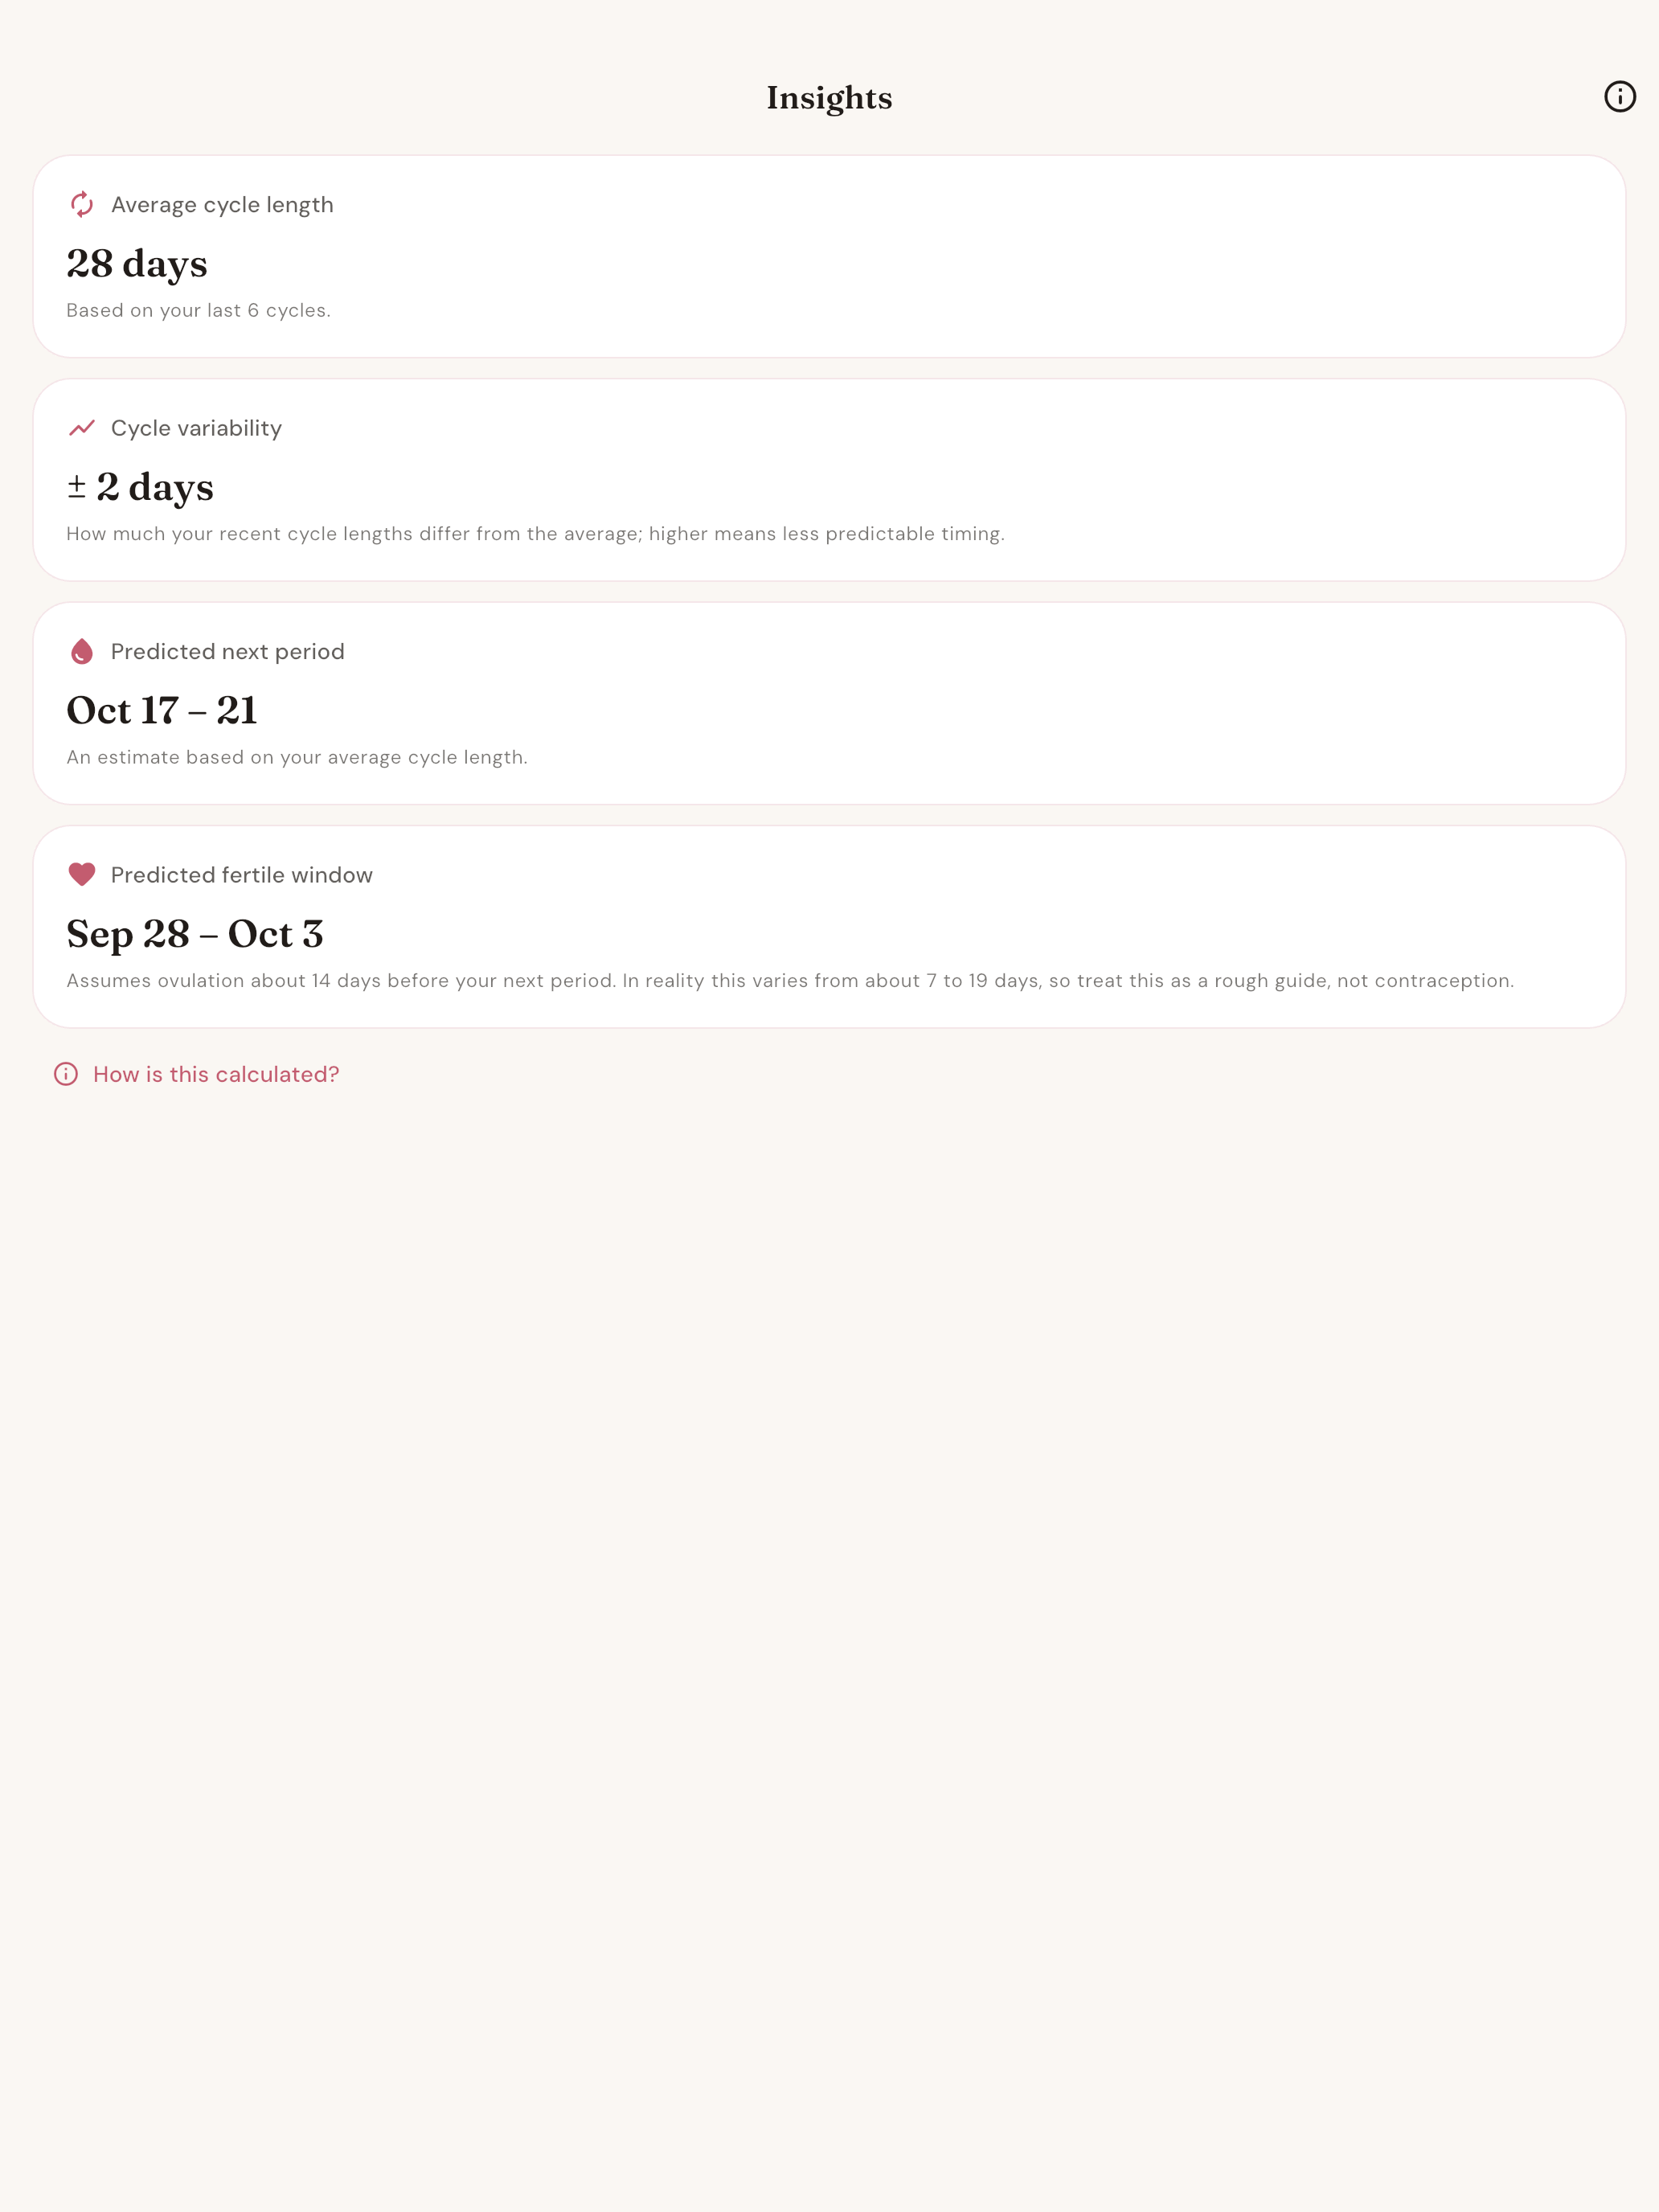 Insights
Average cycle length
28 days
Based on your last 6 cycles.
Cycle variability
± 2 days
How much your recent cycle lengths differ from the average; higher means less predictable timing.
Predicted next period
Oct 17 – 21
An estimate based on your average cycle length.
Predicted fertile window
Sep 28 – Oct 3
Assumes ovulation about 14 days before your next period. In reality this varies from about 7 to 19 days, so treat this as a rough guide, not contraception.
How is this calculated?